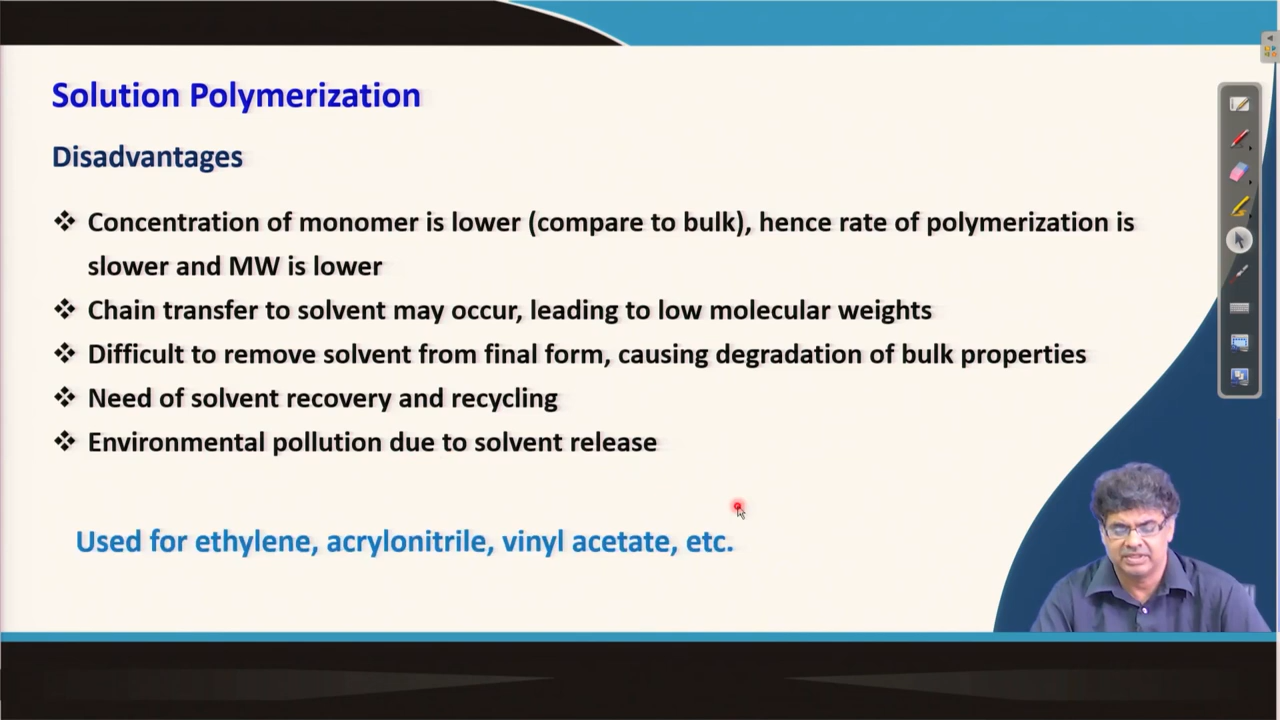 Solution Polymerization
Disadvantages
❖ Concentration of monomer is lower (compare to bulk), hence rate of polymerization is
slower and MW is lower
❖ Chain transfer to solvent may occur, leading to low molecular weights
❖ Difficult to remove solvent from final form, causing degradation of bulk properties
❖ Need of solvent recovery and recycling
❖ Environmental pollution due to solvent release
Used for ethylene, acrylonitrile, vinyl acetate, etc.